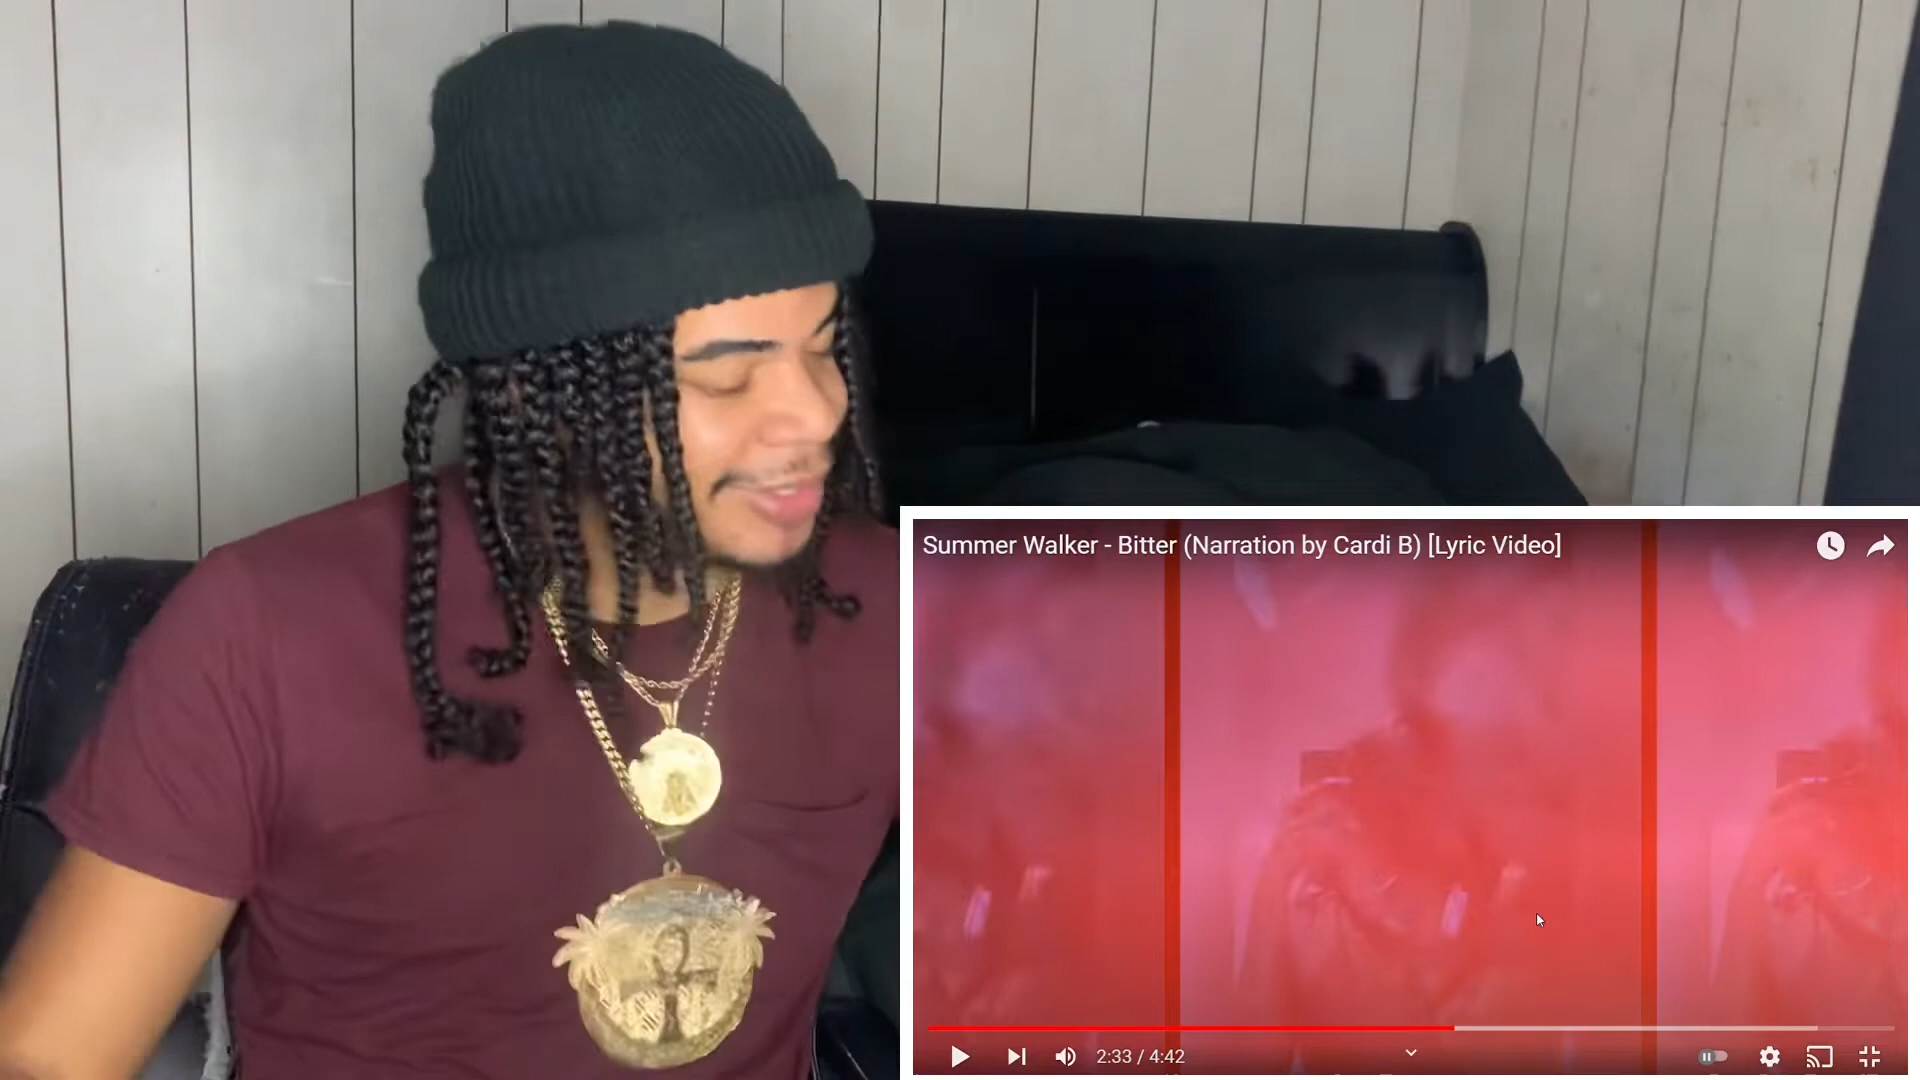 Summer Walker - Bitter (Narration by Cardi B) [Lyric Video]
2:33 / 4:42